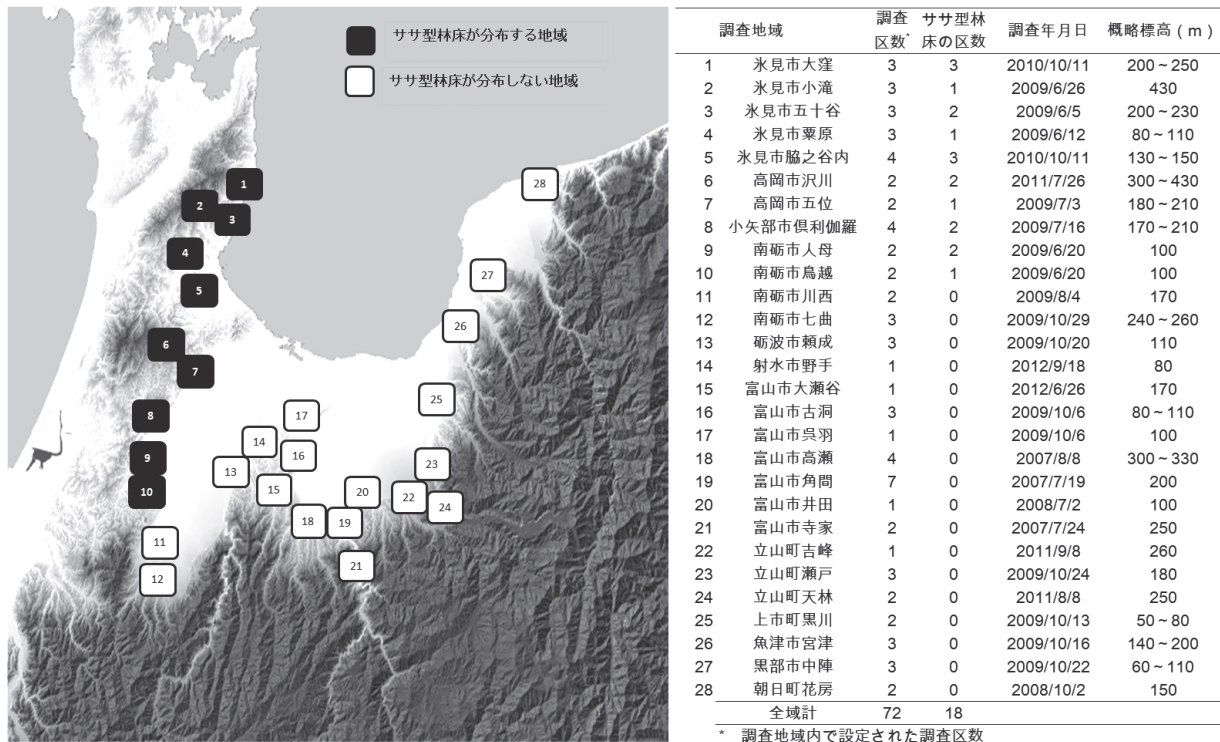 ササ型林床が分布する地域
ササ型林床が分布しない地域
1
2
3
4
5
6
7
8
9
10
11
12
13
14
15
16
17
18
19
20
21
22
23
24
25
26
27
28
調査地域 調査区数* ササ型林床の区数 調査年月日 概略標高(m)
1 氷見市大窪 3 3 2010/10/11 200~250
2 氷見市小滝 3 1 2009/6/26 430
3 氷見市五十谷 3 2 2009/6/5 200~230
4 氷見市粟原 3 1 2009/6/12 80~110
5 氷見市脇之谷内 4 3 2010/10/11 130~150
6 高岡市沢川 2 2 2011/7/26 300~430
7 高岡市五位 2 1 2009/7/3 180~210
8 小矢部市倶利伽羅 4 2 2009/7/16 170~210
9 南砺市人母 2 2 2009/6/20 100
10 南砺市鳥越 2 1 2009/6/20 100
11 南砺市川西 2 0 2009/8/4 170
12 南砺市七曲 3 0 2009/10/29 240~260
13 砺波市頼成 3 0 2009/10/20 110
14 射水市野手 1 0 2012/9/18 80
15 富山市大瀬谷 1 0 2012/6/26 170
16 富山市古洞 3 0 2009/10/6 80~110
17 富山市呉羽 1 0 2009/10/6 100
18 富山市高瀬 4 0 2007/8/8 300~330
19 富山市角間 7 0 2007/7/19 200
20 富山市井田 1 0 2008/7/2 100
21 富山市寺家 2 0 2007/7/24 250
22 立山町吉峰 1 0 2011/9/8 260
23 立山町瀬戸 3 0 2009/10/24 180
24 立山町天林 2 0 2011/8/8 250
25 上市町黒川 2 0 2009/10/13 50~80
26 魚津市宮津 3 0 2009/10/16 140~200
27 黒部市中陣 3 0 2009/10/22 60~110
28 朝日町花房 2 0 2008/10/2 150
全域計 72 18
* 調査地域内で設定された調査区数